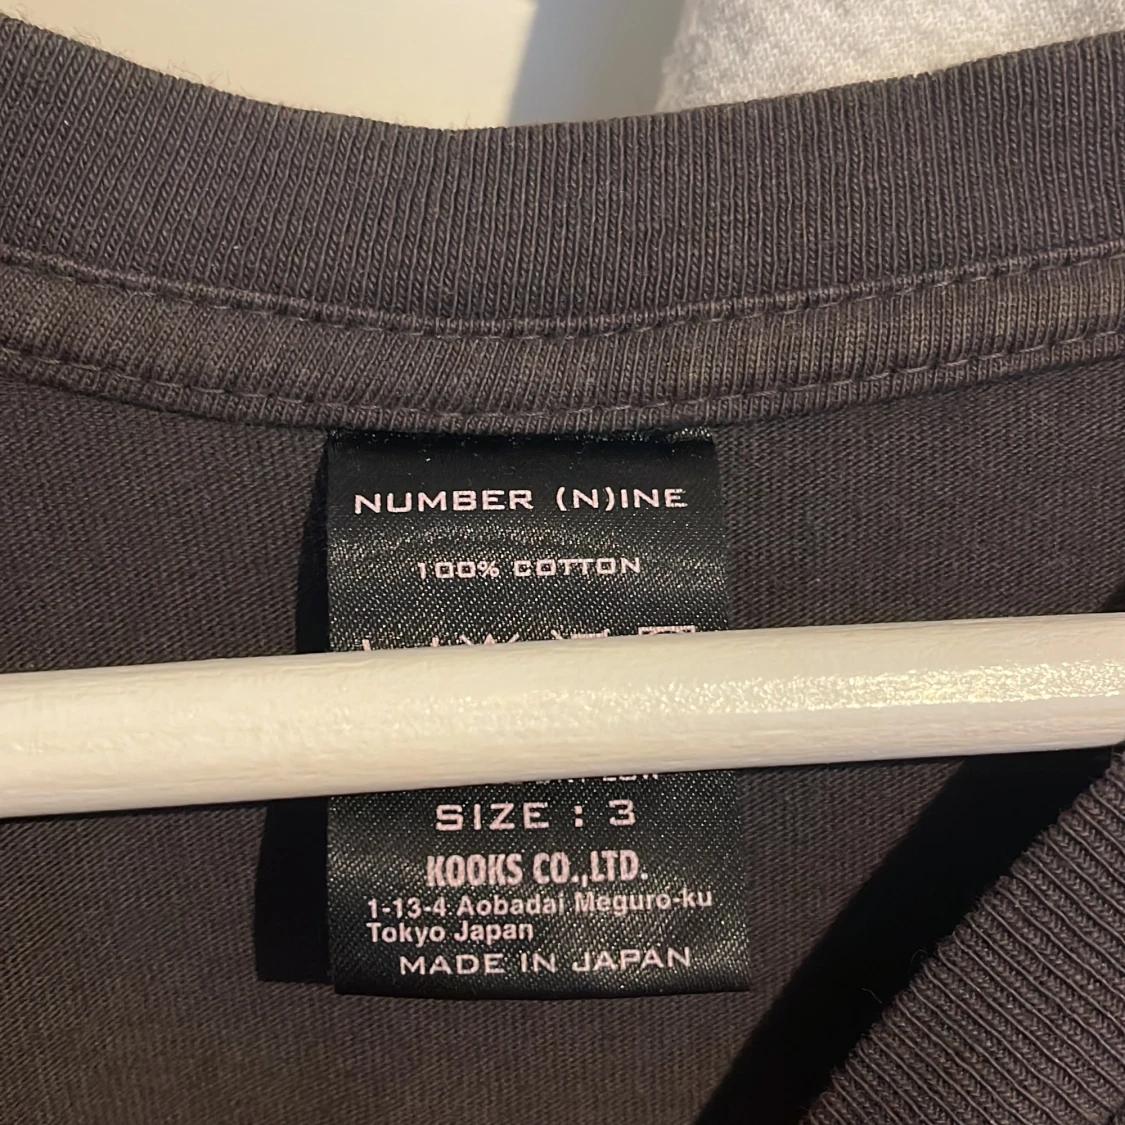 NUMBER (N)INE
100% COTTON
SIZE : 3
KOOKS CO.,LTD.
1-13-4 Aobadai Meguro-ku
Tokyo Japan
MADE IN JAPAN